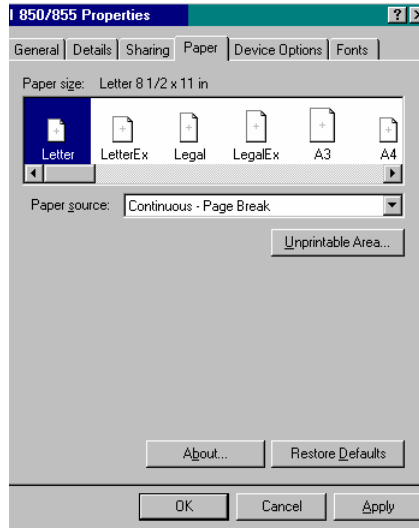 l 850/855 Properties
General Details Sharing Paper Device Options Fonts
Paper size: Letter 8 1/2 x 11 in
Letter LetterEx Legal LegalEx A3 A4
Paper source: Continuous - Page Break
Unprintable Area...
About... Restore Defaults
OK Cancel Apply